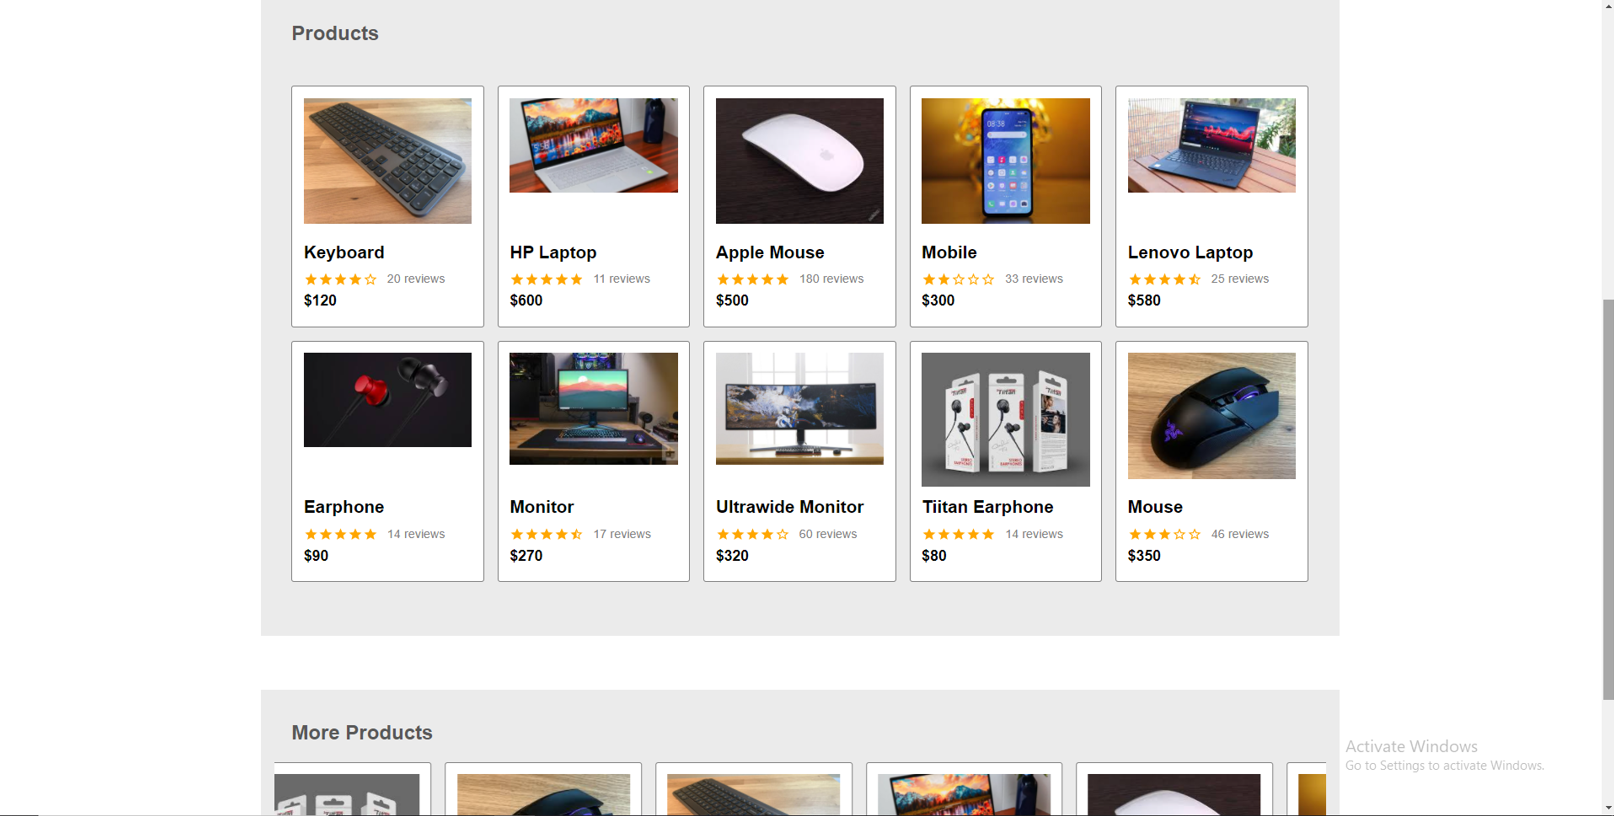 Products
Keyboard
20 reviews
$120
HP Laptop
11 reviews
$600
Apple Mouse
180 reviews
$500
08:38
Mobile
33 reviews
$300
Lenovo Laptop
25 reviews
$580
Earphone
14 reviews
$90
Monitor
17 reviews
$270
Ultrawide Monitor
60 reviews
$320
Tiitan Earphone
14 reviews
$80
Mouse
46 reviews
$350
More Products
Activate Windows
Go to Settings to activate Windows.